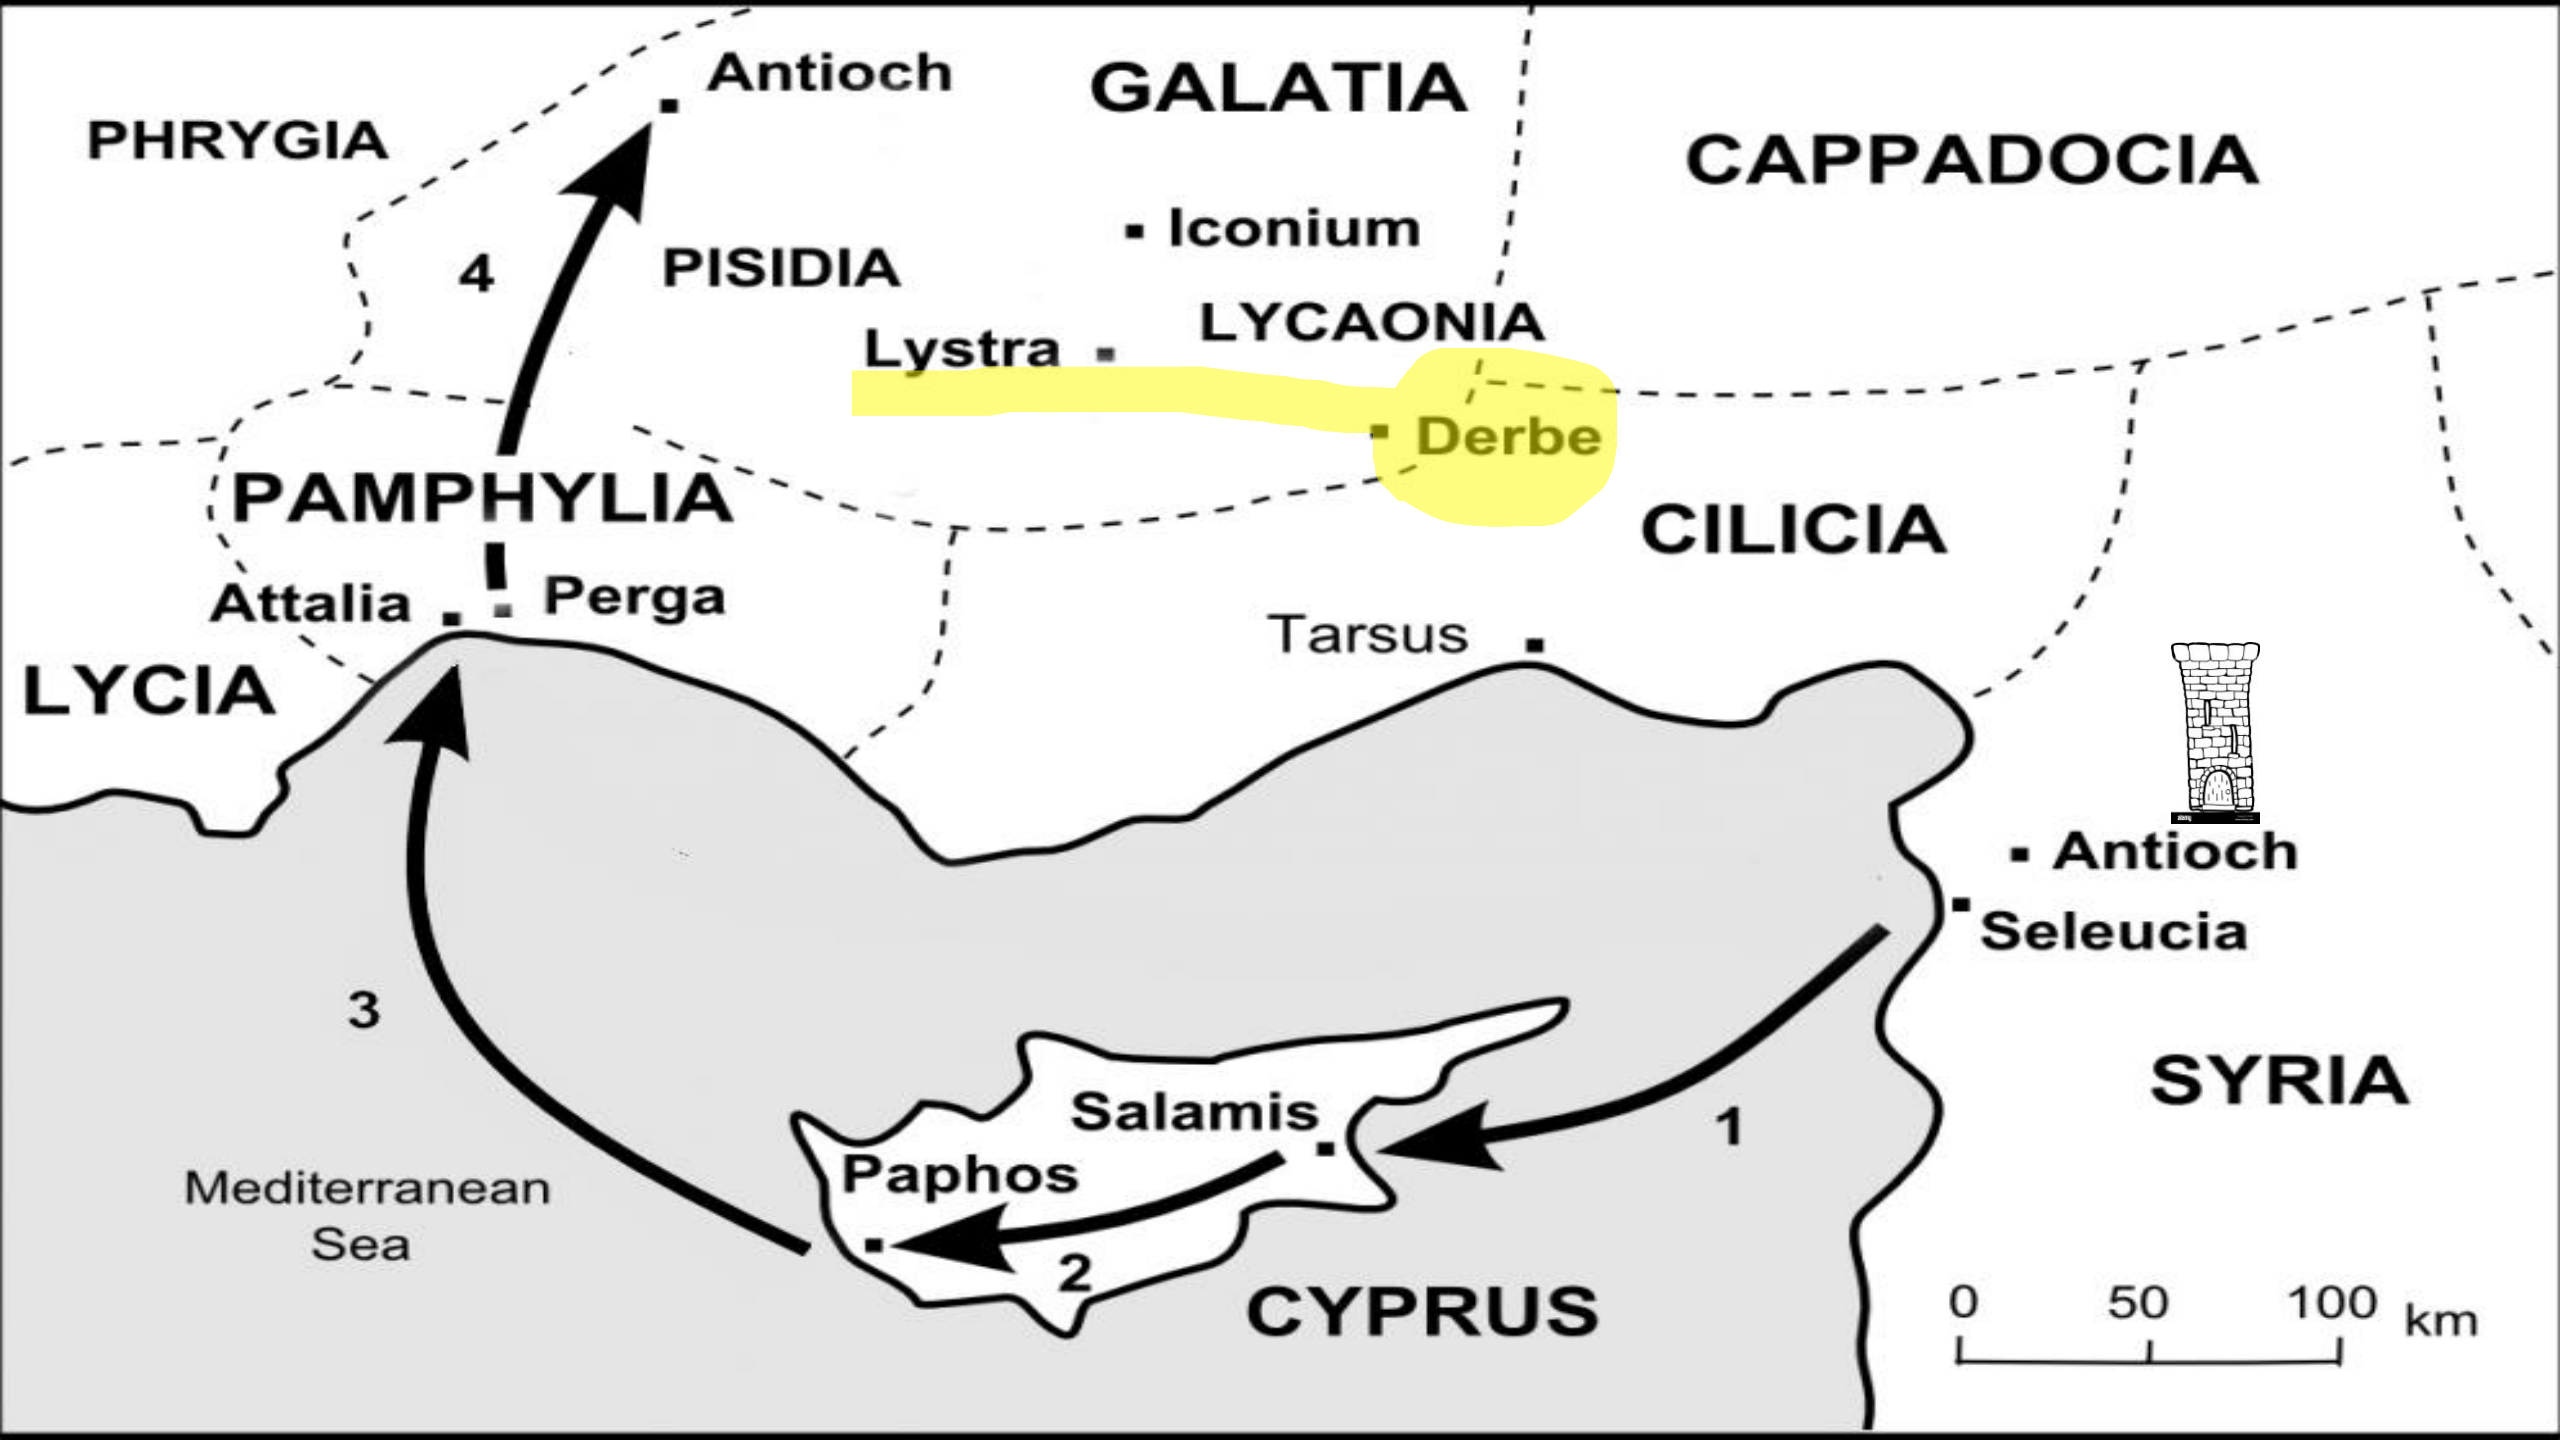 Antioch
GALATIA
PHRYGIA
CAPPADOCIA
Iconium
4
PISIDIA
LYCAONIA
Lystra
Derbe
PAMPHYLIA
CILICIA
Attalia
Perga
Tarsus
LYCIA
Antioch
Seleucia
3
SYRIA
Salamis
1
Paphos
Mediterranean
Sea
2
CYPRUS
0 50 100 km